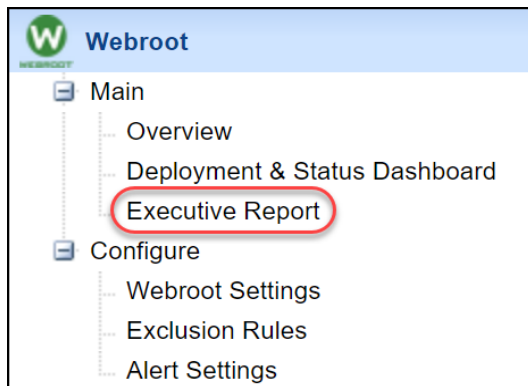 W
WEBROOT
Webroot
Main
Overview
Deployment & Status Dashboard
Executive Report
Configure
Webroot Settings
Exclusion Rules
Alert Settings